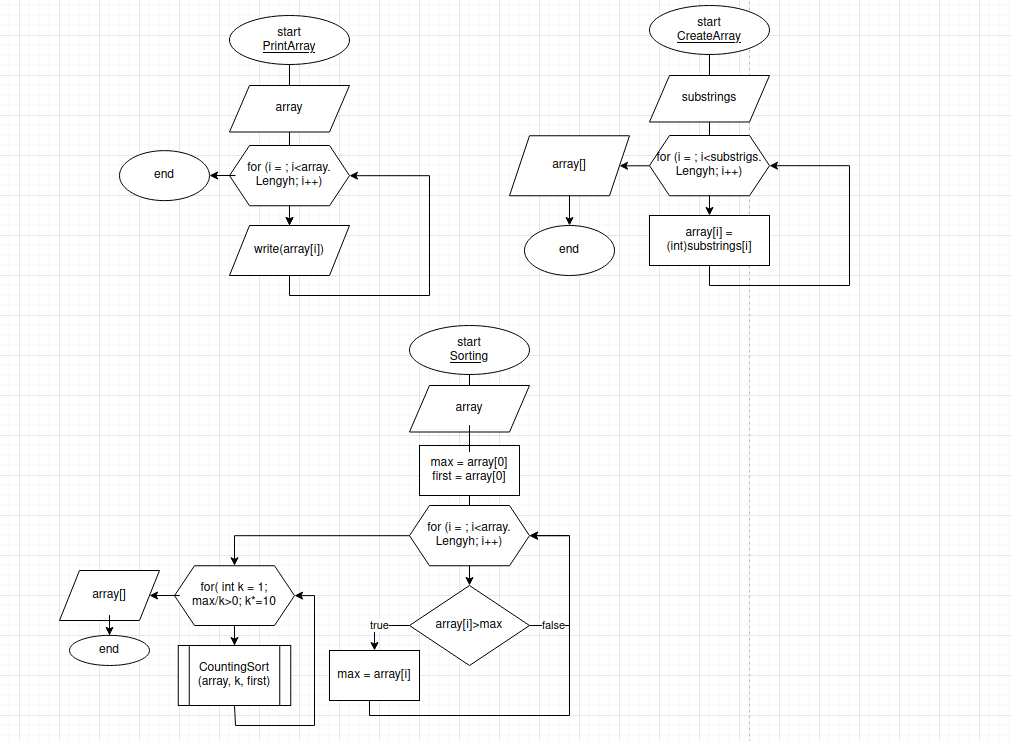 start
PrintArray
array
for (i = ; i<array.
Lengyh; i++)
end
write(array[i])
start
CreateArray
substrings
for (i = ; i<substrigs.
Lengyh; i++)
array[]
end
array[i] =
(int)substrings[i]
start
Sorting
array
max = array[0]
first = array[0]
for (i = ; i<array.
Lengyh; i++)
array[i]>max
true
false
max = array[i]
for( int k = 1;
max/k>0; k*=10
array[]
end
CountingSort
(array, k, first)